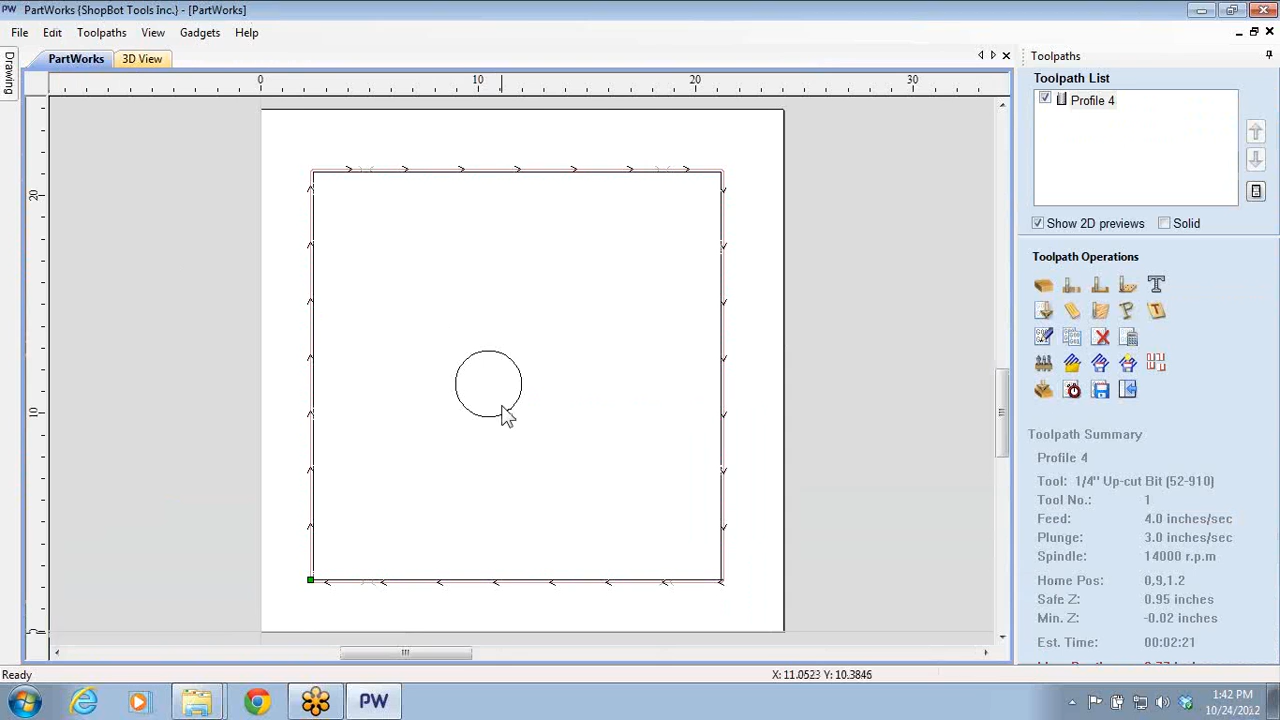 PartWorks {ShopBot Tools Inc.} - [PartWorks]
File Edit Toolpaths View Gadgets Help
Drawing
PartWorks 3D View
0 10 20 30
20
10
Toolpaths
Toolpath List
Profile 4
Show 2D previews Solid
Toolpath Operations
Toolpath Summary
Profile 4
Tool: 1/4" Up-cut Bit (52-910)
Tool No.: 1
Feed: 4.0 inches/sec
Plunge: 3.0 inches/sec
Spindle: 14000 r.p.m
Home Pos: 0,9,1.2
Safe Z: 0.95 inches
Min. Z: -0.02 inches
Est. Time: 00:02:21
Ready
X: 11.0523 Y: 10.3846
PW
1:42 PM
10/24/2012